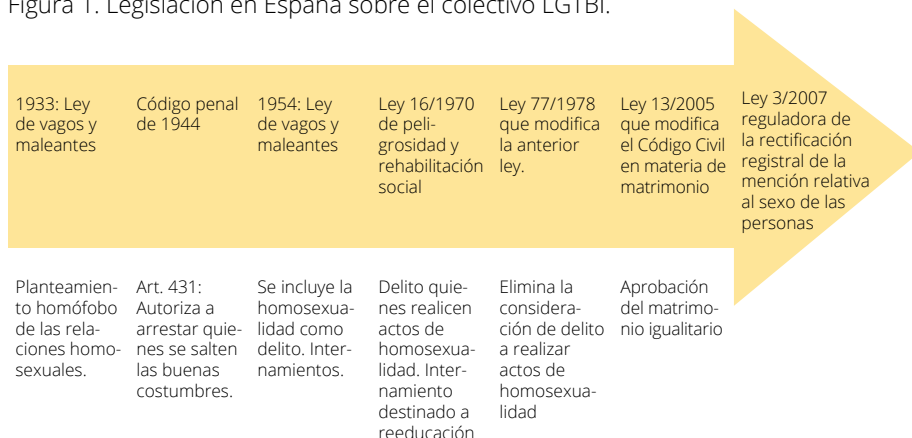 Figura 1. Legislación en España sobre el colectivo LGTBI.
1933: Ley
de vagos y
maleantes
Código penal
de 1944
1954: Ley
de vagos y
maleantes
Ley 16/1970
de peli-
grosidad y
rehabilitación
social
Ley 77/1978
que modifica
la anterior
ley.
Ley 13/2005
que modifica
el Código Civil
en materia de
matrimonio
Ley 3/2007
reguladora de
la rectificación
registral de la
mención relativa
al sexo de las
personas
Planteamien-
to homófobo
de las rela-
ciones homo-
sexuales.
Art. 431:
Autoriza a
arrestar quie-
nes se salten
las buenas
costumbres.
Se incluye la
homosexua-
lidad como
delito. Inter-
namientos.
Delito quie-
nes realicen
actos de
homosexua-
lidad. Inter-
namiento
destinado a
reeducación
Elimina la
considera-
ción de delito
a realizar
actos de
homosexua-
lidad
Aprobación
del matrimo-
nio igualitario